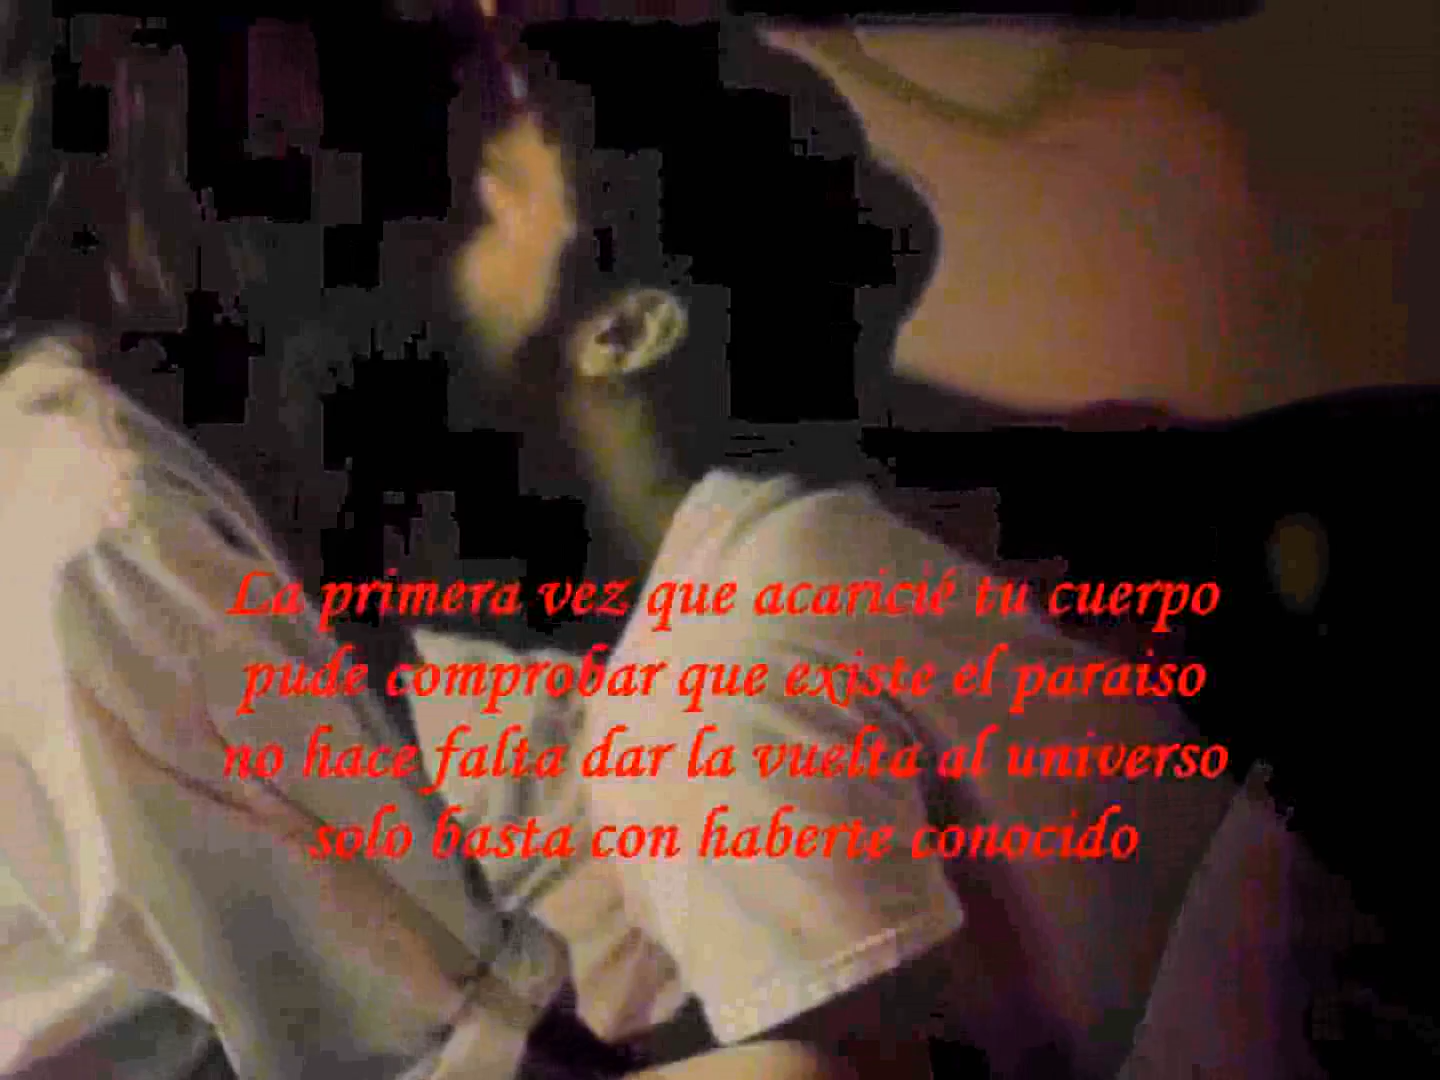 La primera vez que acaricié tu cuerpo
pude comprobar que existe el paraiso
no hace falta dar la vuelta al universo
solo basta con haberte conocido